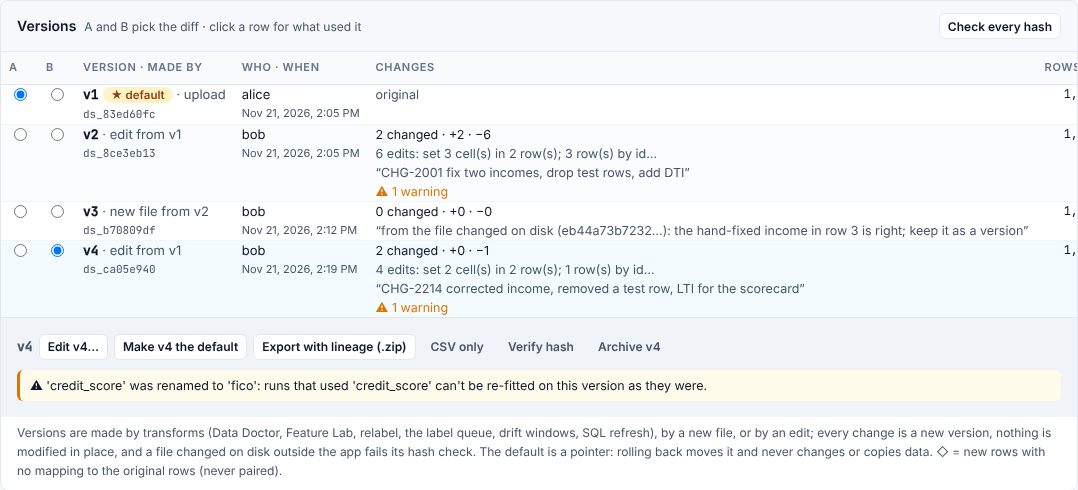 Versions A and B pick the diff · click a row for what used it Check every hash
A B VERSION · MADE BY WHO · WHEN CHANGES ROWS
v1 ★ default · upload alice original 1,
ds_83ed60fc Nov 21, 2026, 2:05 PM
v2 · edit from v1 bob 2 changed · +2 · −6 1,
ds_8ce3eb13 Nov 21, 2026, 2:05 PM 6 edits: set 3 cell(s) in 2 row(s); 3 row(s) by id…
“CHG-2001 fix two incomes, drop test rows, add DTI”
⚠ 1 warning
v3 · new file from v2 bob 0 changed · +0 · −0 1,
ds_b70809df Nov 21, 2026, 2:12 PM “from the file changed on disk (eb44a73b7232…): the hand-fixed income in row 3 is right; keep it as a version”
v4 · edit from v1 bob 2 changed · +0 · −1 1,
ds_ca05e940 Nov 21, 2026, 2:19 PM 4 edits: set 2 cell(s) in 2 row(s); 1 row(s) by id…
“CHG-2214 corrected income, removed a test row, LTI for the scorecard”
⚠ 1 warning
v4 Edit v4… Make v4 the default Export with lineage (.zip) CSV only Verify hash Archive v4
⚠ 'credit_score' was renamed to 'fico': runs that used 'credit_score' can't be re-fitted on this version as they were.
Versions are made by transforms (Data Doctor, Feature Lab, relabel, the label queue, drift windows, SQL refresh), by a new file, or by an edit; every change is a new version, nothing is
modified in place, and a file changed on disk outside the app fails its hash check. The default is a pointer: rolling back moves it and never changes or copies data. ◇ = new rows with
no mapping to the original rows (never paired).